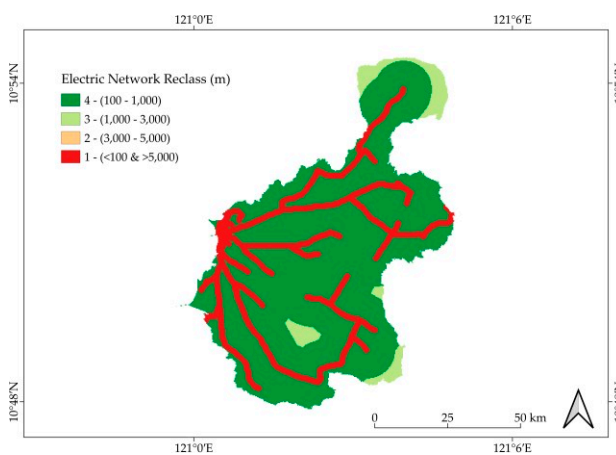 121°0'E 121°6'E
10°54'N
Electric Network Reclass (m)
4 - (100 - 1,000)
3 - (1,000 - 3,000)
2 - (3,000 - 5,000)
1 - (<100 & >5,000)
10°48'N
0 25 50 km
121°0'E 121°6'E